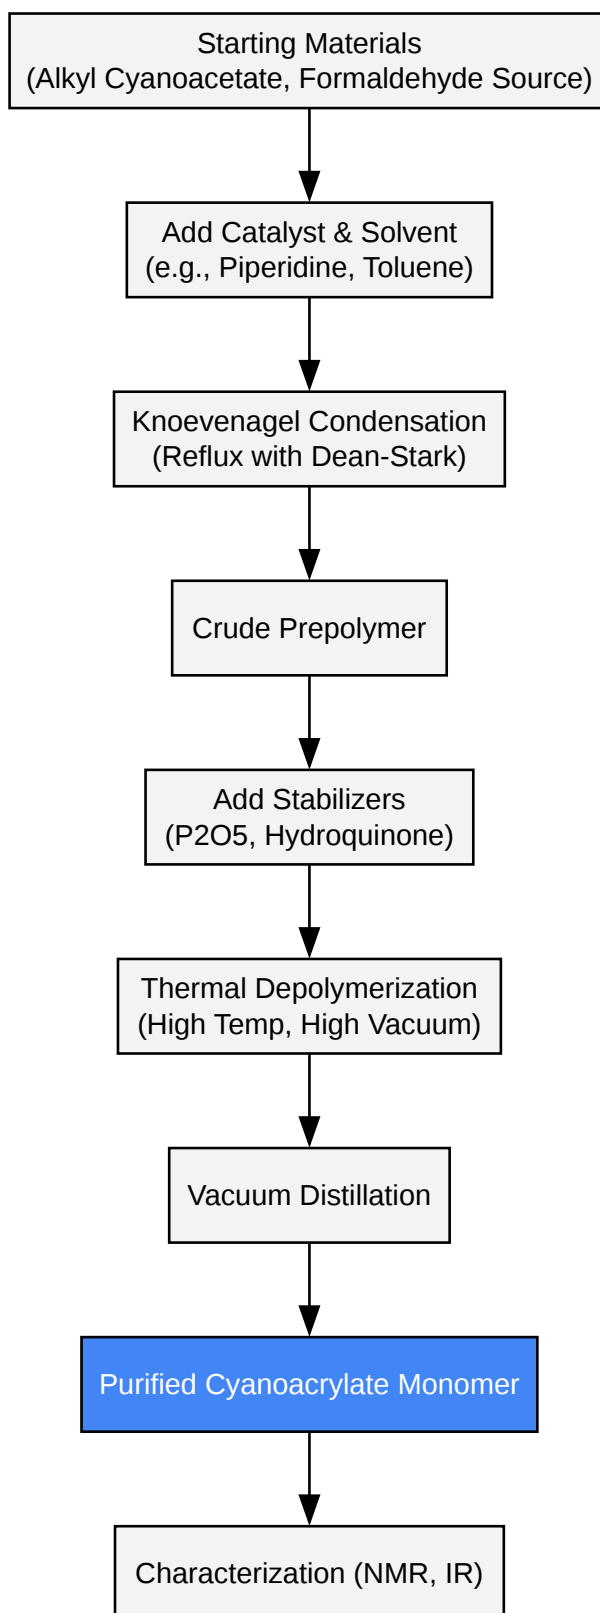 Starting Materials
(Alkyl Cyanoacetate, Formaldehyde Source)
Add Catalyst & Solvent
(e.g., Piperidine, Toluene)
Knoevenagel Condensation
(Reflux with Dean-Stark)
Crude Prepolymer
Add Stabilizers
(P2O5, Hydroquinone)
Thermal Depolymerization
(High Temp, High Vacuum)
Vacuum Distillation
Purified Cyanoacrylate Monomer
Characterization (NMR, IR)